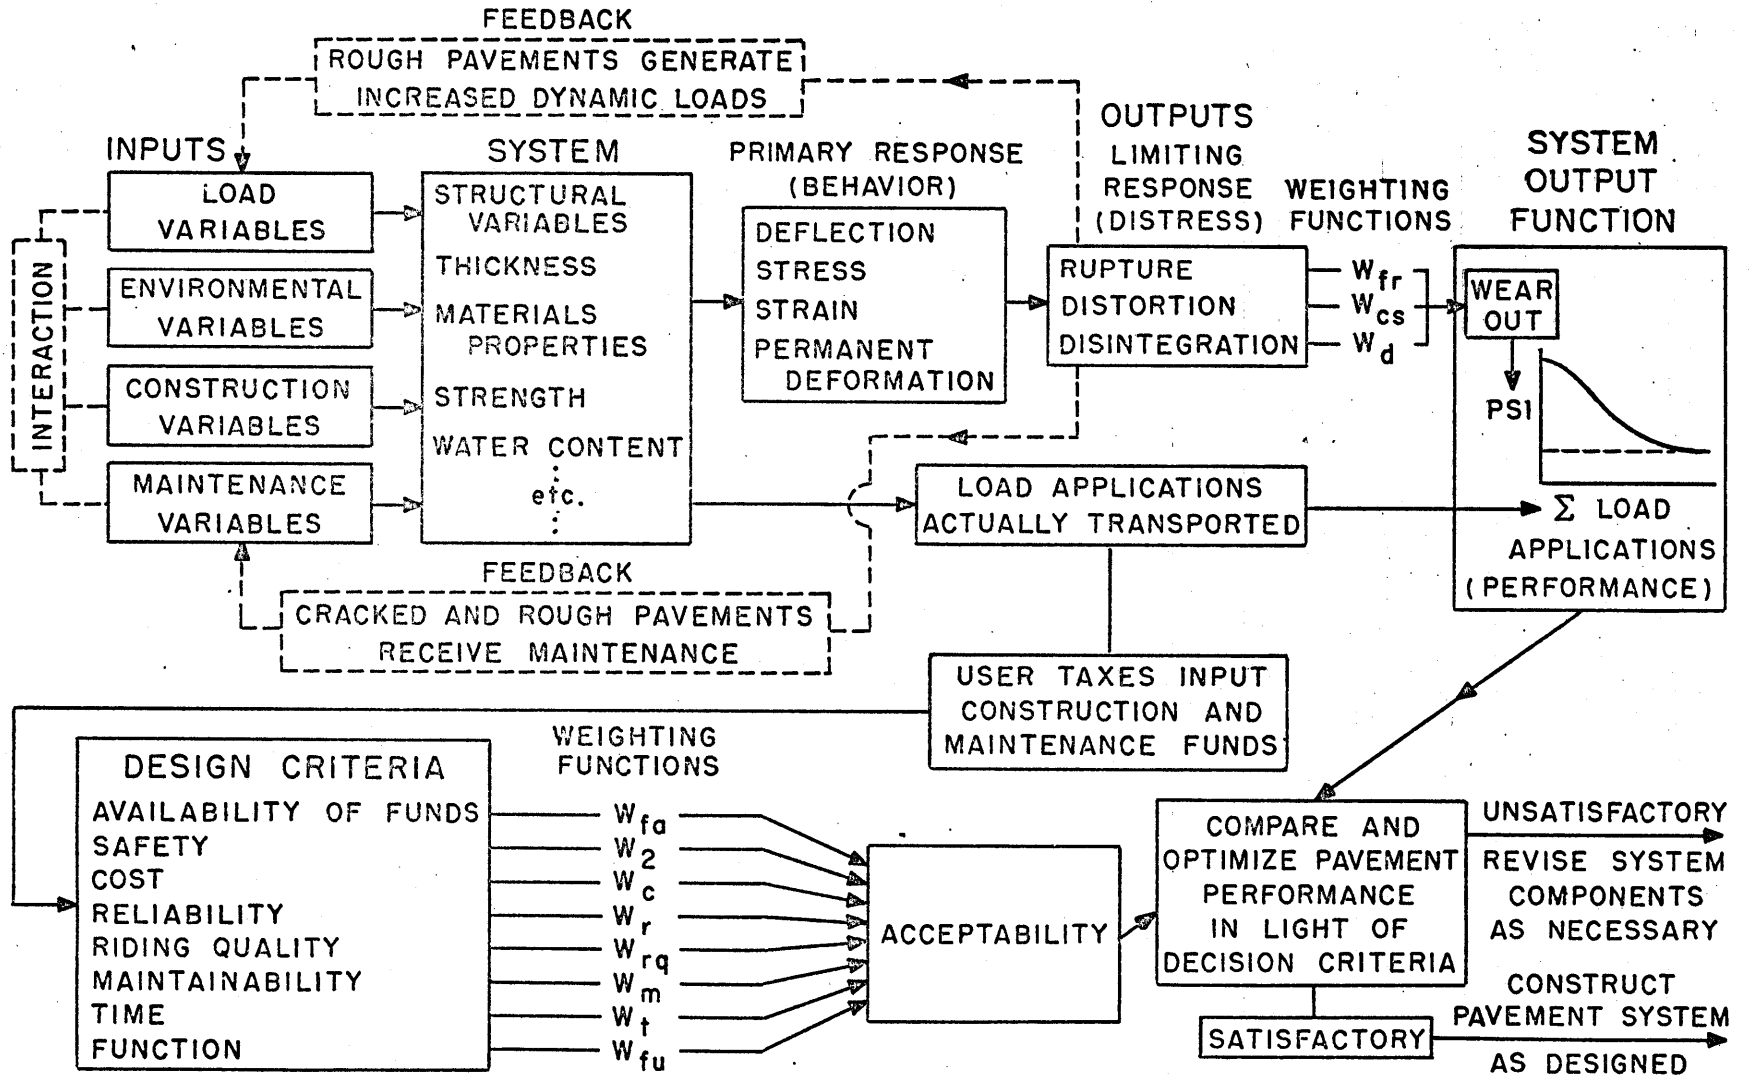 FEEDBACK
ROUGH PAVEMENTS GENERATE
INCREASED DYNAMIC LOADS
INPUTS
LOAD
VARIABLES
ENVIRONMENTAL
VARIABLES
CONSTRUCTION
VARIABLES
MAINTENANCE
VARIABLES
INTERACTION
SYSTEM
STRUCTURAL
VARIABLES
THICKNESS
MATERIALS
PROPERTIES
STRENGTH
WATER CONTENT
etc.
PRIMARY RESPONSE
(BEHAVIOR)
DEFLECTION
STRESS
STRAIN
PERMANENT
DEFORMATION
OUTPUTS
LIMITING
RESPONSE
(DISTRESS)
RUPTURE
DISTORTION
DISINTEGRATION
WEIGHTING
FUNCTIONS
Wfr
Wcs
Wd
SYSTEM
OUTPUT
FUNCTION
WEAR
OUT
PSI
Σ LOAD
APPLICATIONS
(PERFORMANCE)
LOAD APPLICATIONS
ACTUALLY TRANSPORTED
FEEDBACK
CRACKED AND ROUGH PAVEMENTS
RECEIVE MAINTENANCE
USER TAXES INPUT
CONSTRUCTION AND
MAINTENANCE FUNDS
DESIGN CRITERIA
AVAILABILITY OF FUNDS
SAFETY
COST
RELIABILITY
RIDING QUALITY
MAINTAINABILITY
TIME
FUNCTION
WEIGHTING
FUNCTIONS
Wfa
W2
Wc
Wr
Wrq
Wm
Wt
Wfu
ACCEPTABILITY
COMPARE AND
OPTIMIZE PAVEMENT
PERFORMANCE
IN LIGHT OF
DECISION CRITERIA
UNSATISFACTORY
REVISE SYSTEM
COMPONENTS
AS NECESSARY
SATISFACTORY
CONSTRUCT
PAVEMENT SYSTEM
AS DESIGNED